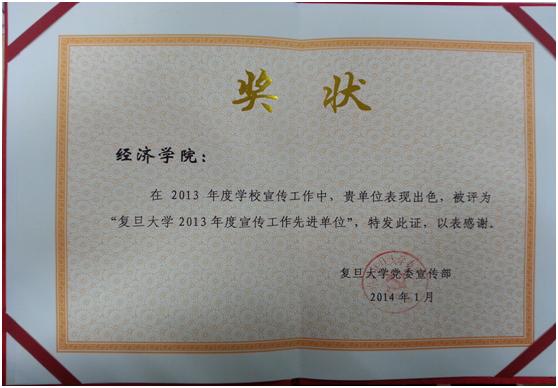 奖 状
经济学院：
在 2013 年度学校宣传工作中，贵单位表现出色，被评为
“复旦大学 2013 年度宣传工作先进单位”，特发此证，以表感谢。
复旦大学党委宣传部
2014 年 1 月